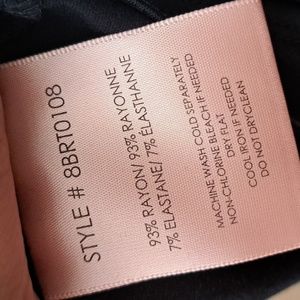 STYLE # 8BRT0108
93% RAYON/ 93% RAYONNE
7% ELASTANE/ 7% ÉLASTHANNE
MACHINE WASH COLD SEPARATELY
NON-CHLORINE BLEACH IF NEEDED
DRY FLAT
COOL IRON IF NEEDED
DO NOT DRYCLEAN